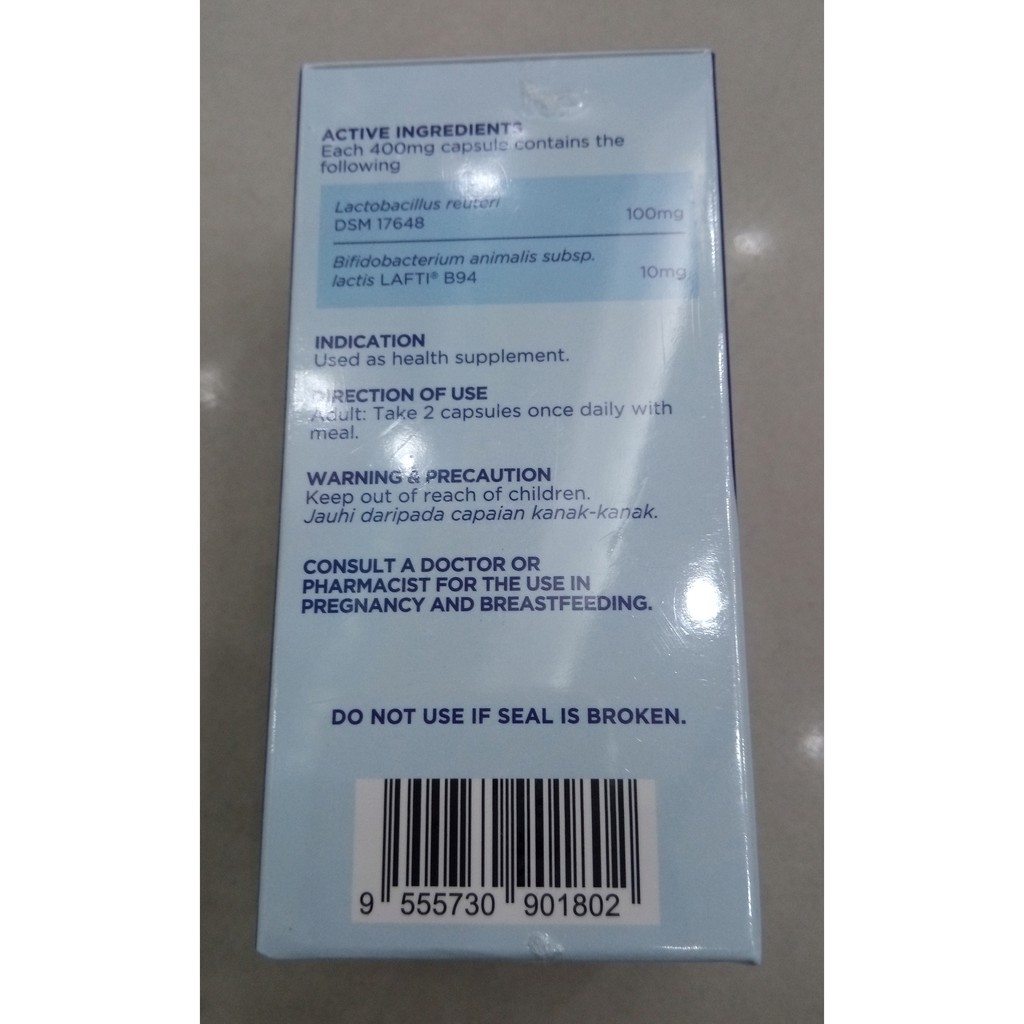 ACTIVE INGREDIENTS
Each 400mg capsule contains the
following
Lactobacillus reuteri
DSM 17648 100mg
Bifidobacterium animalis subsp.
lactis LAFTI® B94 10mg
INDICATION
Used as health supplement.
DIRECTION OF USE
Adult: Take 2 capsules once daily with
meal.
WARNING & PRECAUTION
Keep out of reach of children.
Jauhi daripada capaian kanak-kanak.
CONSULT A DOCTOR OR
PHARMACIST FOR THE USE IN
PREGNANCY AND BREASTFEEDING.
DO NOT USE IF SEAL IS BROKEN.
9 555730 901802